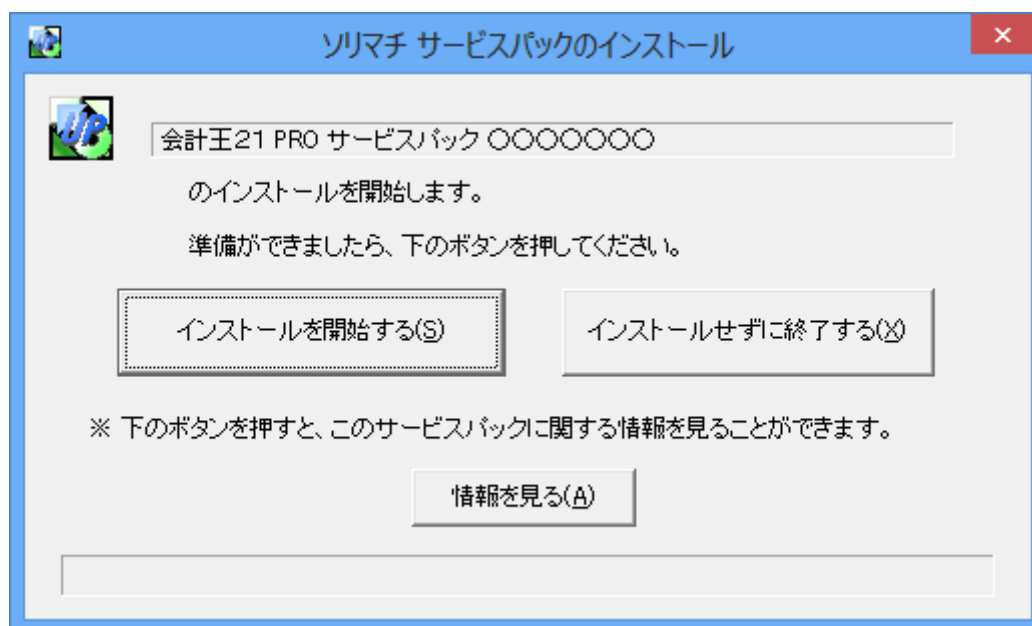 ソリマチ サービスパックのインストール
UP
会計王21 PRO サービスパック 〇〇〇〇〇〇〇
のインストールを開始します。
準備ができましたら、下のボタンを押してください。
インストールを開始する(S)
インストールせずに終了する(X)
※ 下のボタンを押すと、このサービスパックに関する情報を見ることができます。
情報を見る(A)